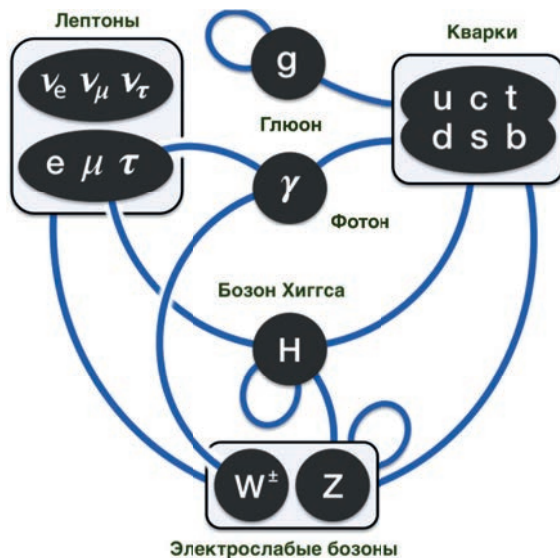 Лептоны
Кварки
νe νμ ντ
g
u c t
d s b
Глюон
e μ τ
γ
Фотон
Бозон Хиггса
H
W± Z
Электрослабые бозоны